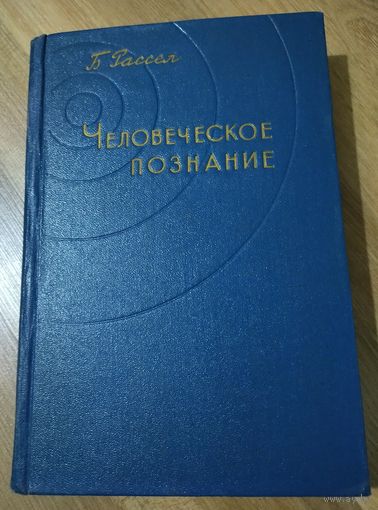 Б Рассел
Человеческое
познание